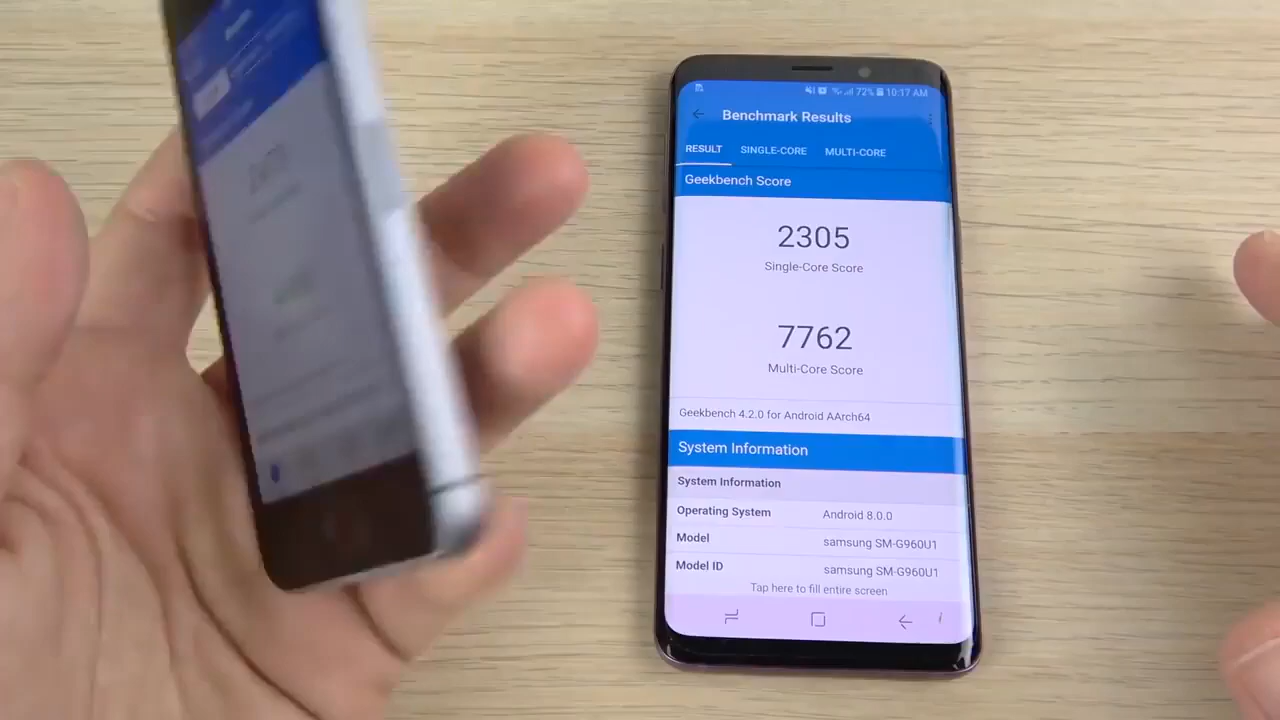 72% 10:17 AM
Benchmark Results
RESULT SINGLE-CORE MULTI-CORE
Geekbench Score
2305
Single-Core Score
7762
Multi-Core Score
Geekbench 4.2.0 for Android AArch64
System Information
System Information
Operating System Android 8.0.0
Model samsung SM-G960U1
Model ID samsung SM-G960U1
Tap here to fill entire screen